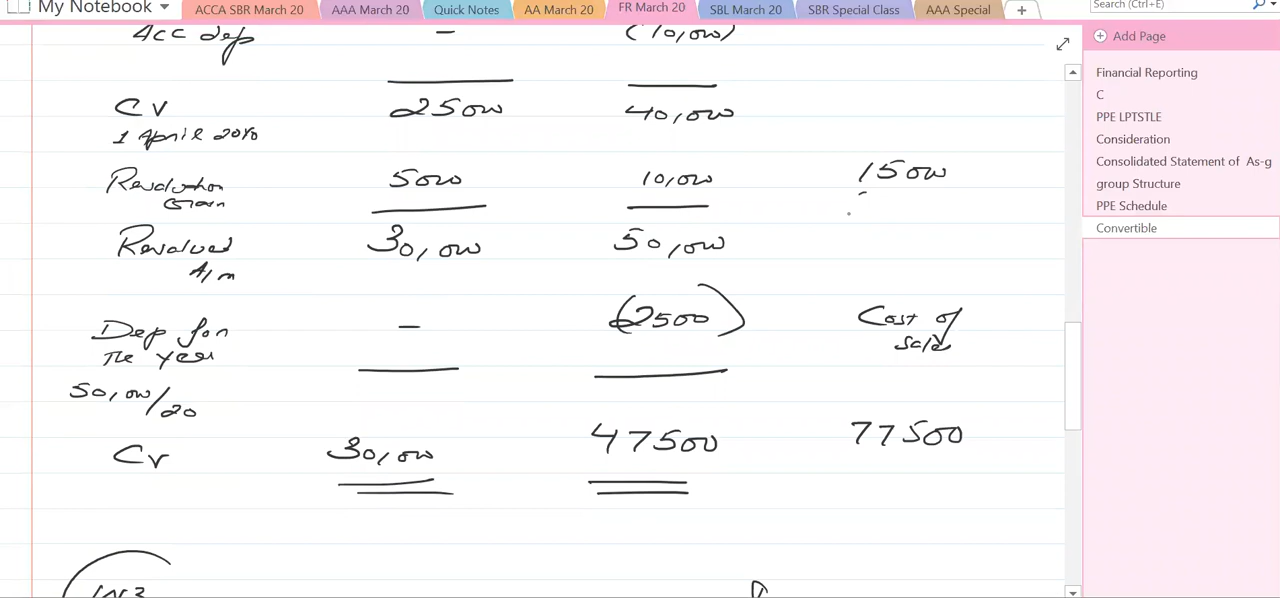 My Notebook ACCA SBR March 20 AAA March 20 Quick Notes AA March 20 FR March 20 SBL March 20 SBR Special Class AAA Special + Search (Ctrl+E)
Add Page
Financial Reporting
C
PPE LPTSTLE
Consideration
Consolidated Statement of As-g
group Structure
PPE Schedule
Convertible
Acc dep - (10,000)
CV 25000 40,000
1 April 2010
Revaluation 5000 10,000 15000
Gain
Revalued 30,000 50,000
A/m
Dep for - (2500) Cost of
The year sale
50,000/20
CV 30,000 47500 77500
W3